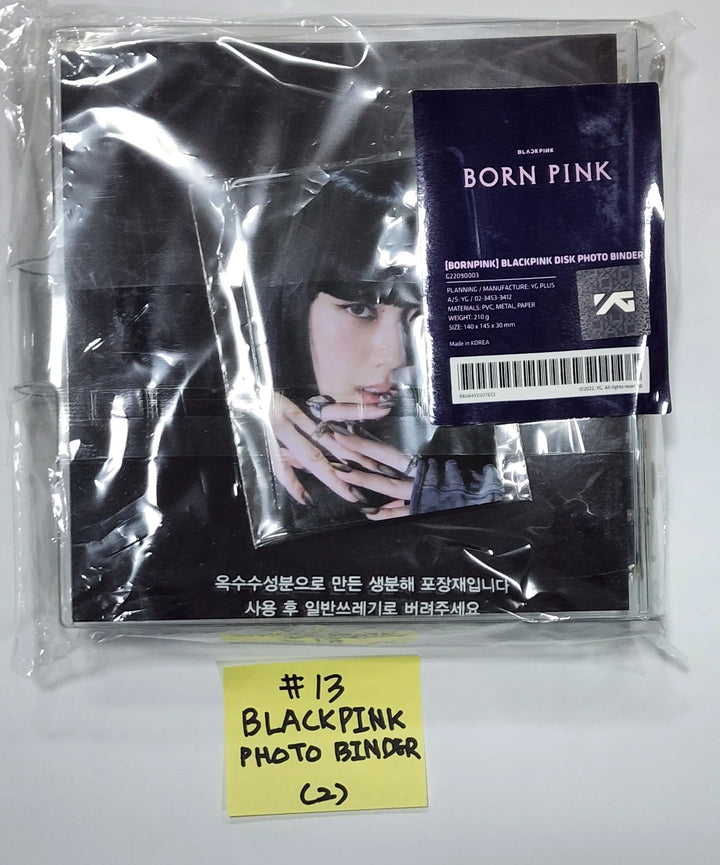 BLACKPINK
BORN PINK
[BORNPINK] BLACKPINK DISK PHOTO BINDER
G22090003
PLANNING / MANUFACTURE: YG PLUS
A/S: YG / 02-3453-3412
MATERIALS: PVC, METAL, PAPER
WEIGHT: 210 g
SIZE: 140 x 145 x 30 mm
Made in KOREA
YG
©2022. YG. All rights reserved.
옥수수성분으로 만든 생분해 포장재입니다
사용 후 일반쓰레기로 버려주세요
#13
BLACKPINK
PHOTO BINDER
(2)